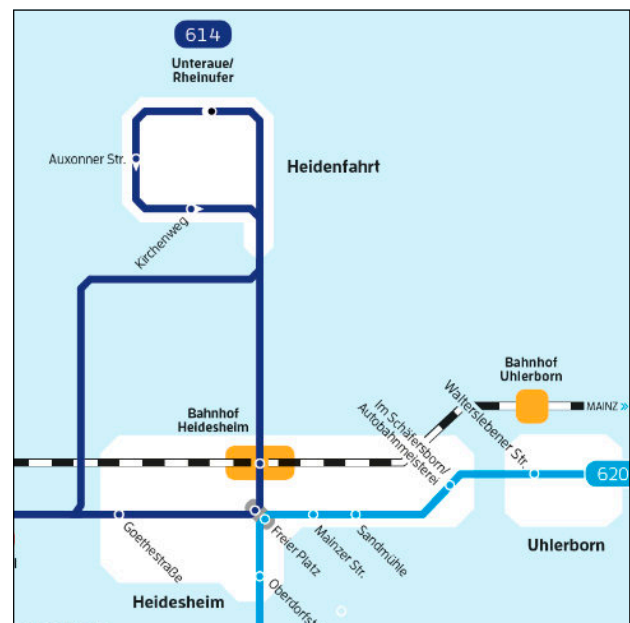 614
Unteraue/
Rheinufer
Auxonner Str.
Heidenfahrt
Kirchenweg
Bahnhof
Uhlerborn
Walterslebener Str.
MAINZ »
Im Schäfersborn/
Autobahnmeisterei
Bahnhof
Heidesheim
620
Goethestraße
Freier Platz
Mainzer Str.
Sandmühle
Uhlerborn
Heidesheim